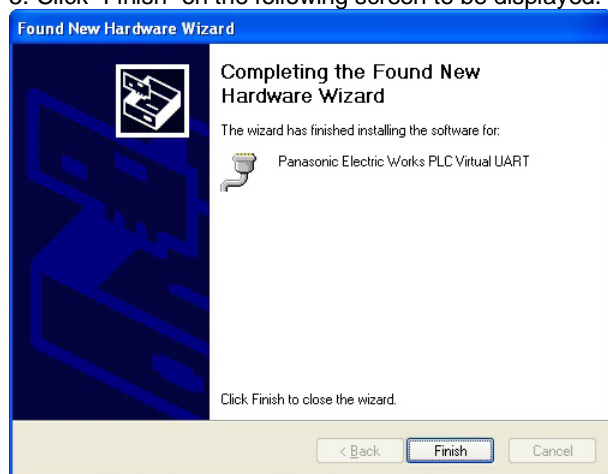 Click "Finish" on the following screen to be displayed.
Found New Hardware Wizard
Completing the Found New
Hardware Wizard
The wizard has finished installing the software for:
Panasonic Electric Works PLC Virtual UART
Click Finish to close the wizard.
< Back
Finish
Cancel